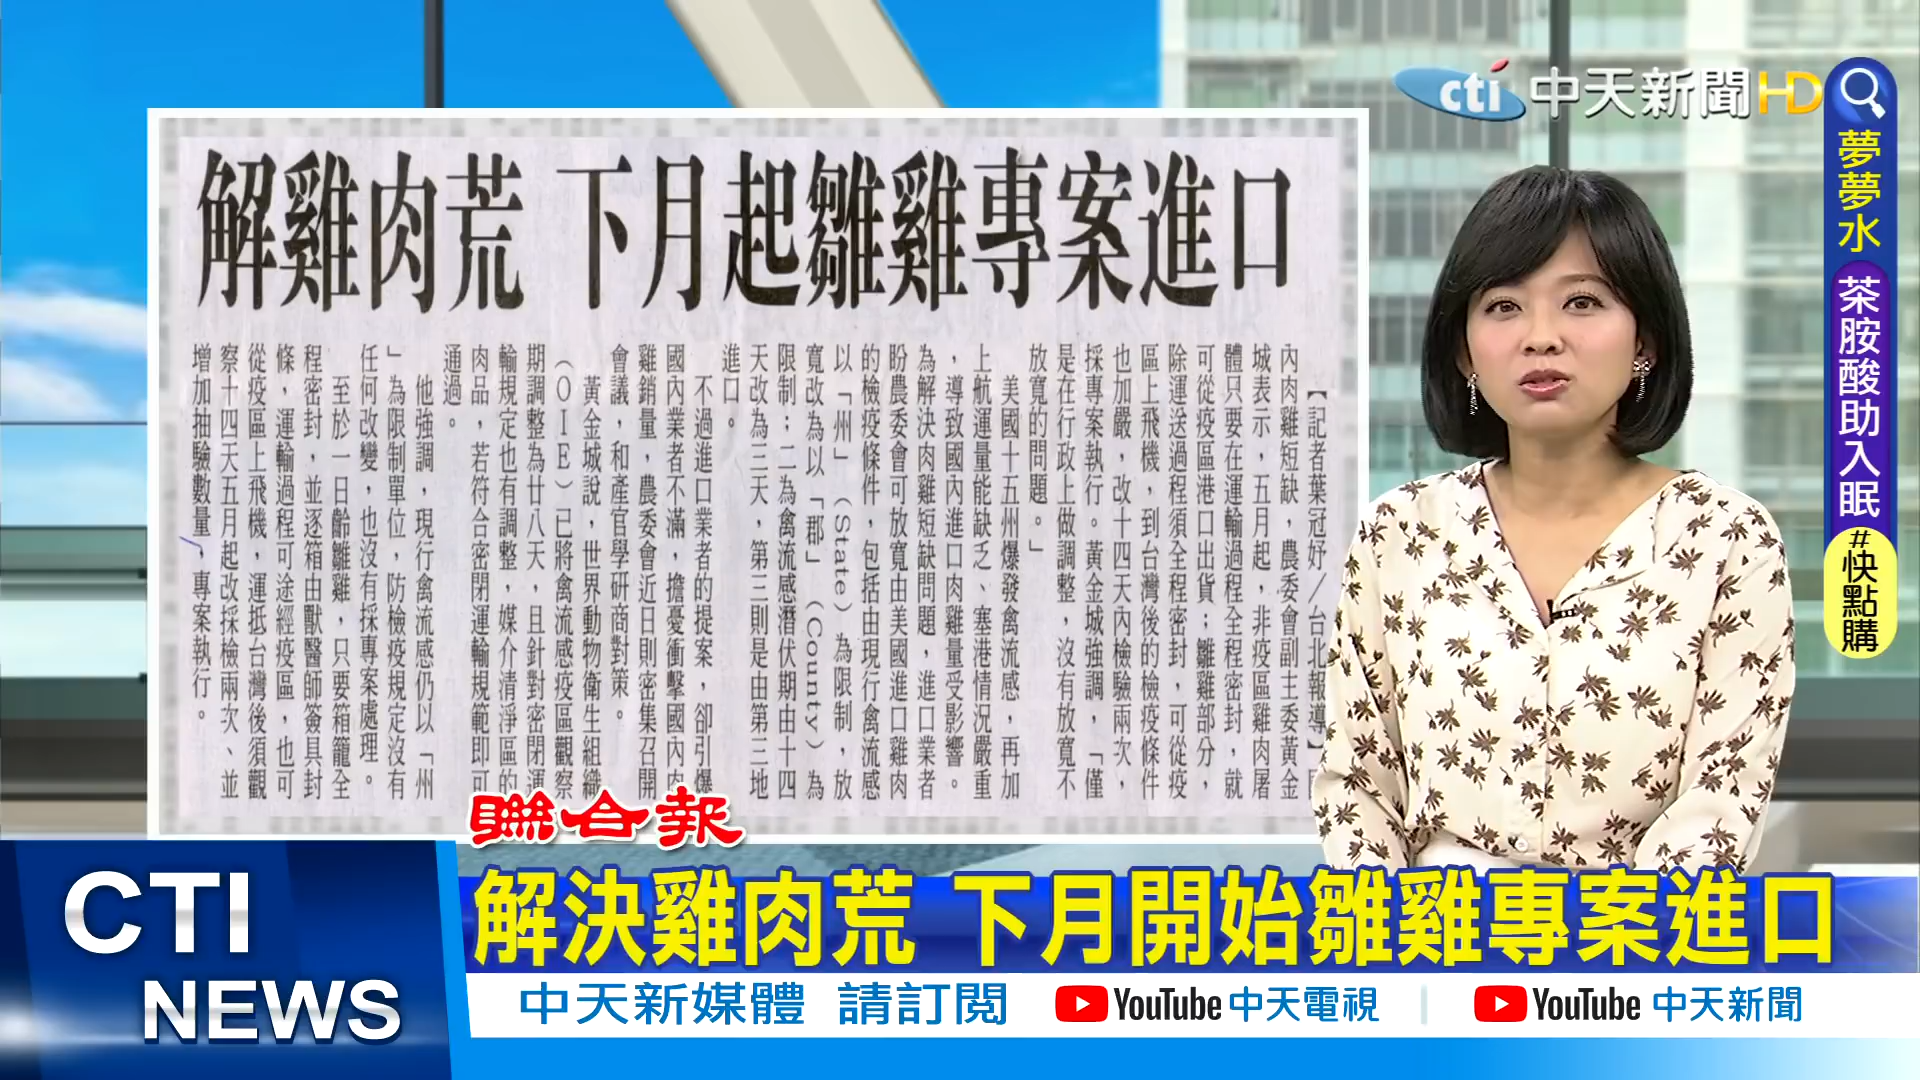 cti 中天新聞HD
夢夢水
茶胺酸助入眠
#快點購
解雞肉荒 下月起雛雞專案進口
【記者葉冠妤/台北報導】
內肉雞短缺,農委會副主委黃金
城表示,五月起,非疫區雞肉屠
體只要在運輸過程全程密封,就
可從疫區港口出貨;雛雞部分,
除運送過程須全程密封,可從疫
區上飛機,到台灣後的檢疫條件
也加嚴,改十四天內檢驗兩次,
採專案執行。黃金城強調,「僅
是在行政上做調整,沒有放寬不
放寬的問題。」
美國十五州爆發禽流感,再加
上航運量能缺乏、塞港情況嚴重
,導致國內進口肉雞量受影響。
為解決肉雞短缺問題,進口業者
盼農委會可放寬由美國進口雞肉
的檢疫條件,包括由現行禽流感
以「州」(State)為限制,放
寬改為以「郡」(County)為
限制;二為禽流感潛伏期由十四
天改為三天,第三則是由第三地
進口。
不過進口業者的提案,卻引爆
國內業者不滿,擔憂衝擊國內肉
雞銷量,農委會近日則密集召開
會議,和產官學研商對策。
黃金城說,世界動物衛生組織
(OIE)已將禽流感疫區觀察
期調整為廿八天,且針對密閉運
輸規定也有調整,媒介清淨區的
肉品,若符合密閉運輸規範即可
通過。
他強調,現行禽流感仍以「州
」為限制單位,防檢疫規定沒有
任何改變,也沒有採專案處理。
至於一日齡雛雞,只要箱籠全
程密封,並逐箱由獸醫師簽具封
條,運輸過程可途經疫區,也可
從疫區上飛機,運抵台灣後須觀
察十四天五月起改採檢兩次、並
增加抽驗數量,專案執行。
聯合報
解決雞肉荒 下月開始雛雞專案進口
CTI
NEWS
中天新媒體 請訂閱 YouTube 中天電視 | YouTube 中天新聞